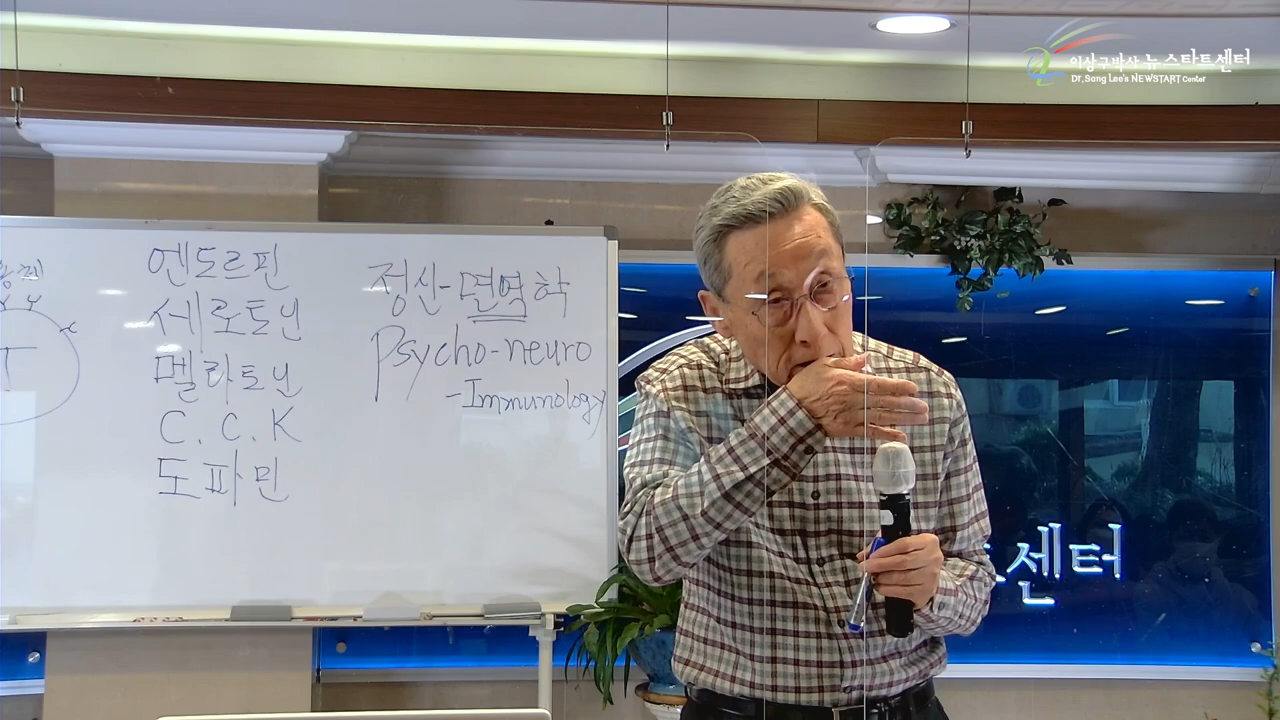 이상구박사 뉴스타트센터
Dr. Sang Lee's NEWSTART Center
엔도르핀
세로토닌
멜라토닌
C.C.K
도파민
정신-면역학
Psycho-neuro
-Immunology
T
센터